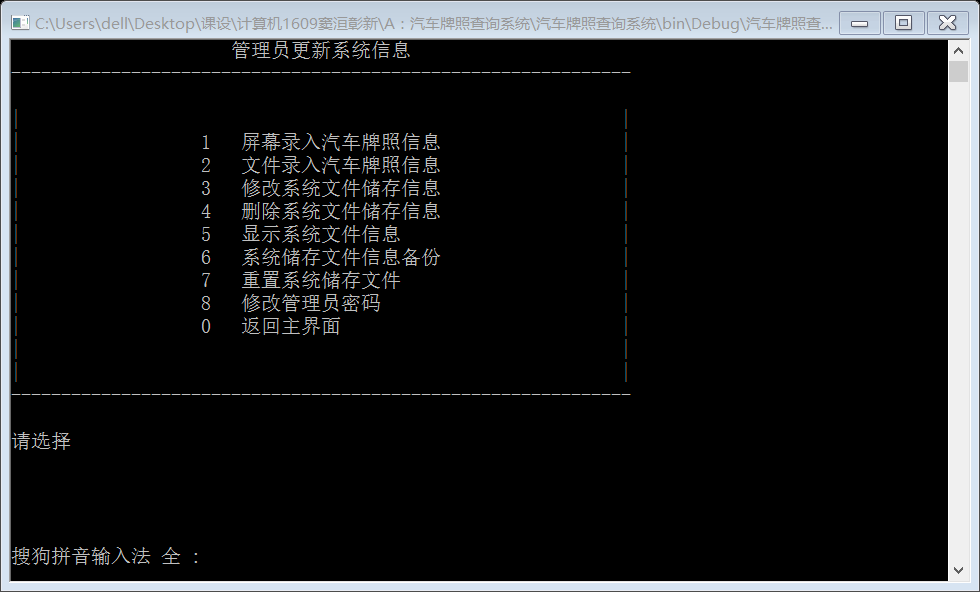 C:\Users\dell\Desktop\课设\计算机1609窦洹彰新\A：汽车牌照查询系统\汽车牌照查询系统\bin\Debug\汽车牌照查...
管理员更新系统信息
1 屏幕录入汽车牌照信息
2 文件录入汽车牌照信息
3 修改系统文件储存信息
4 删除系统文件储存信息
5 显示系统文件信息
6 系统储存文件信息备份
7 重置系统储存文件
8 修改管理员密码
0 返回主界面
请选择
搜狗拼音输入法 全 :